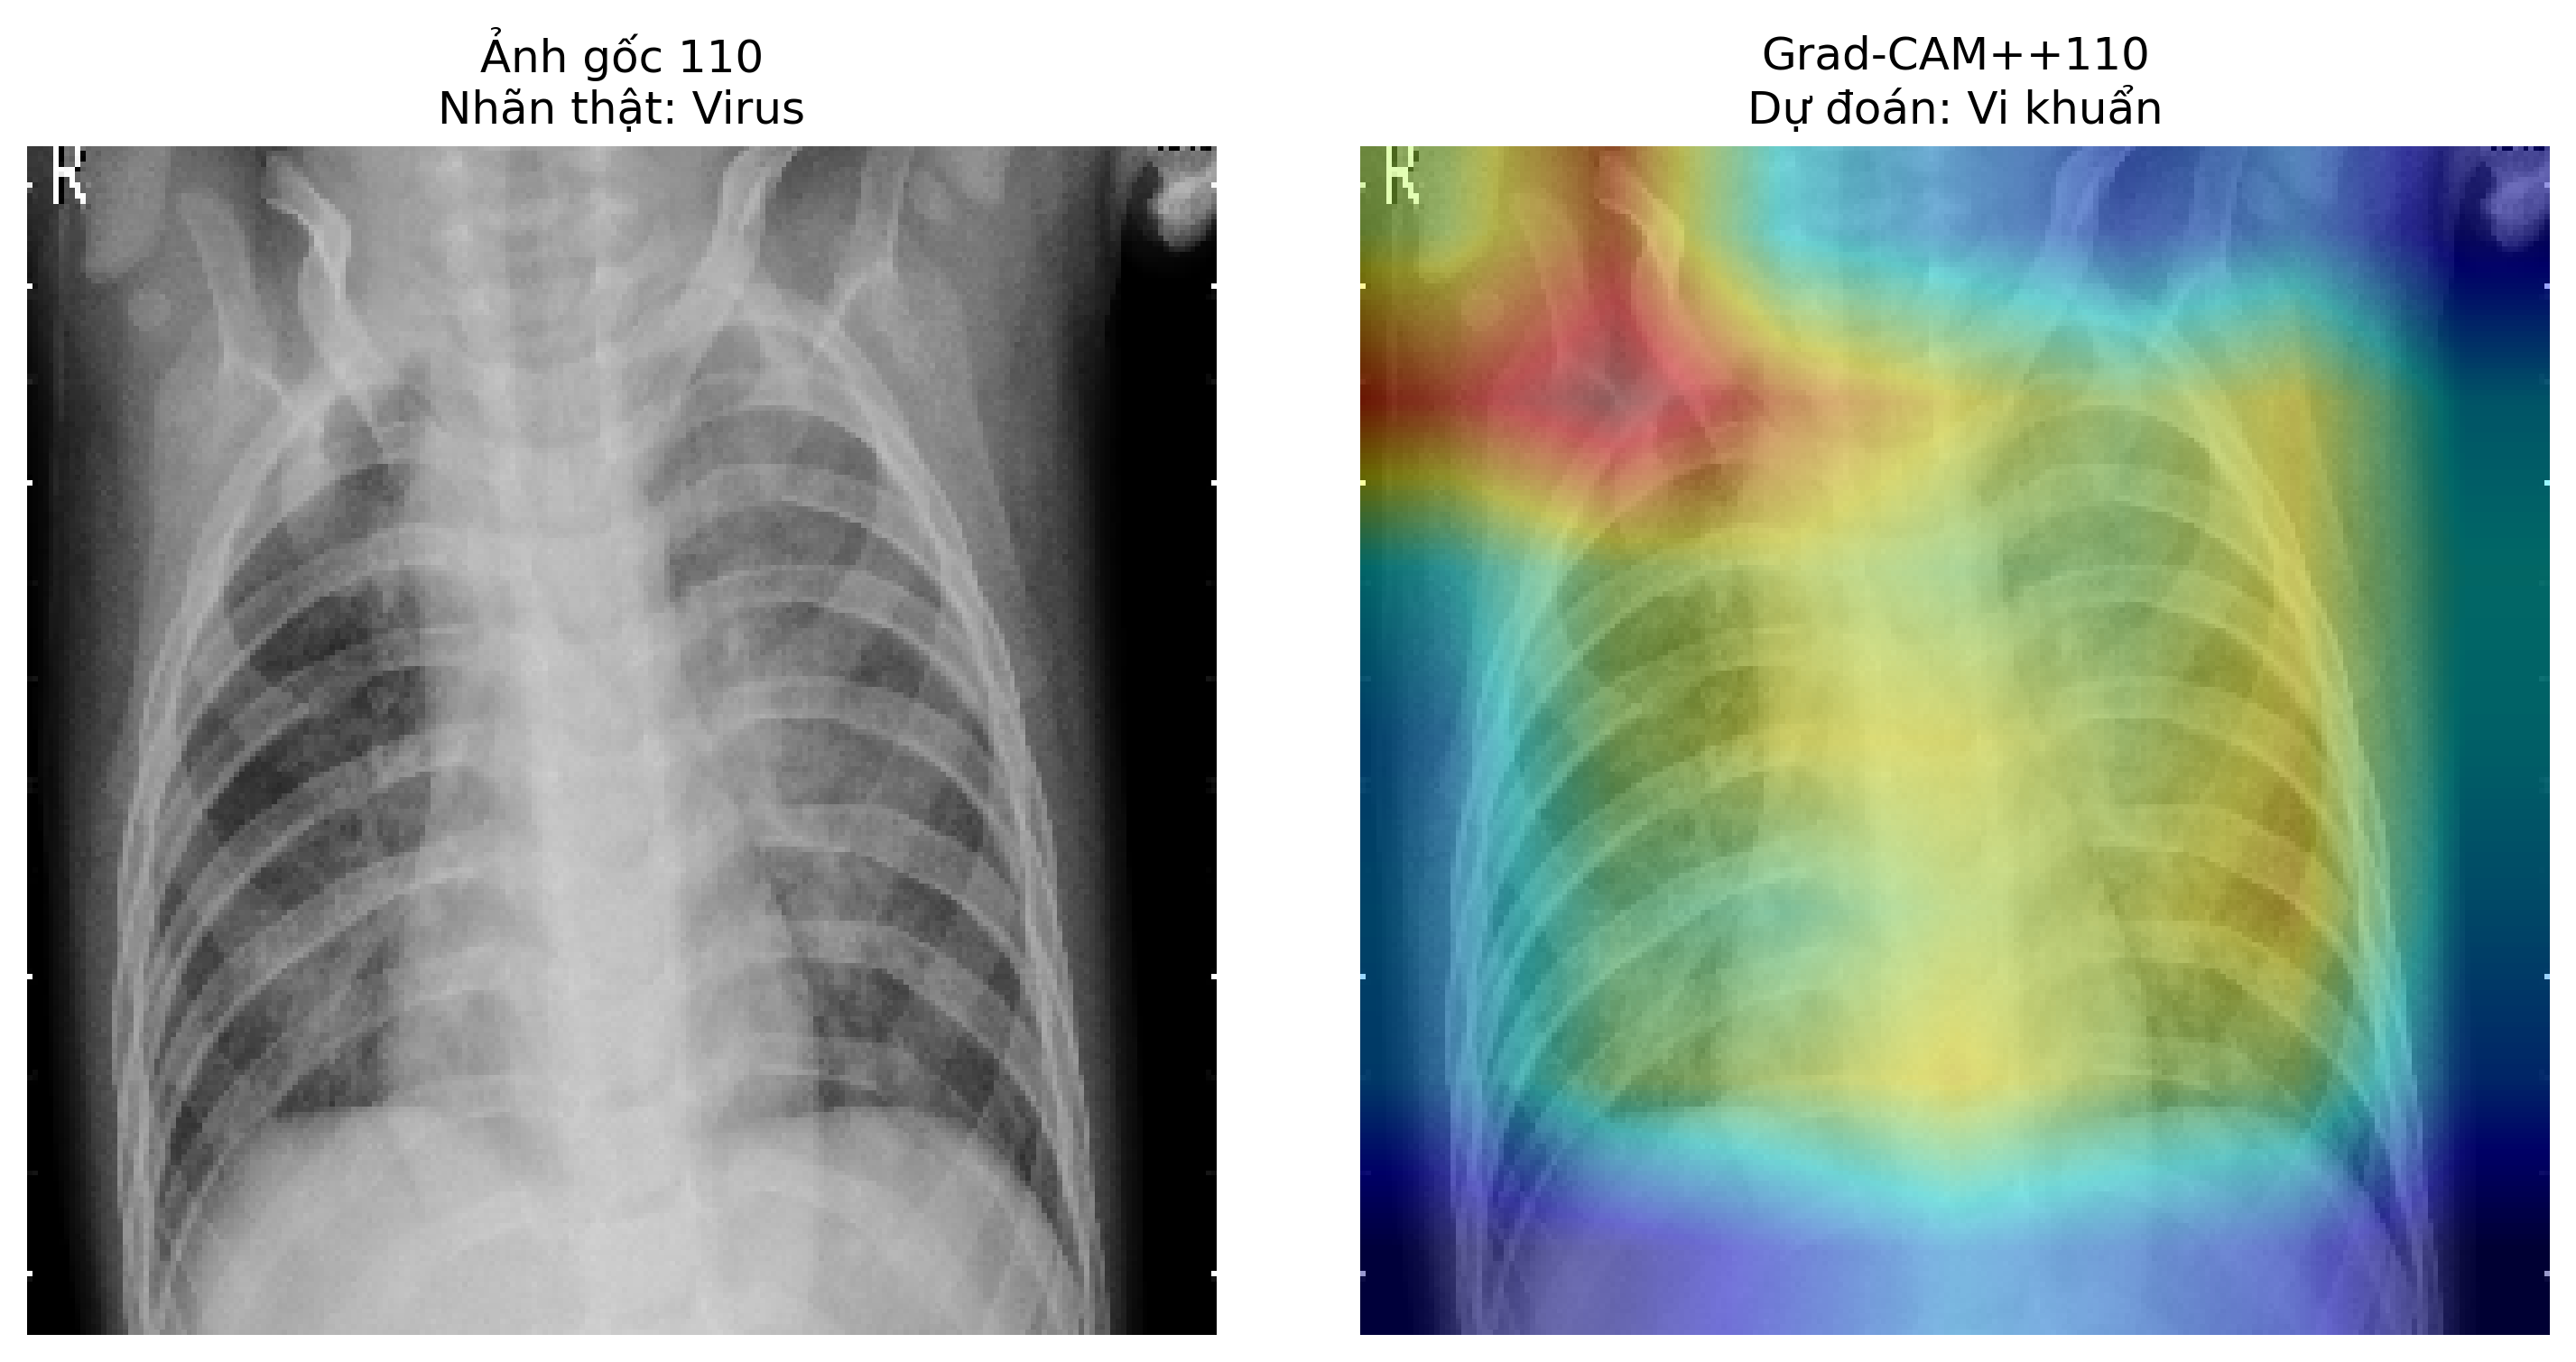 Ảnh gốc 110
Nhãn thật: Virus
Grad-CAM++110
Dự đoán: Vi khuẩn
R
R